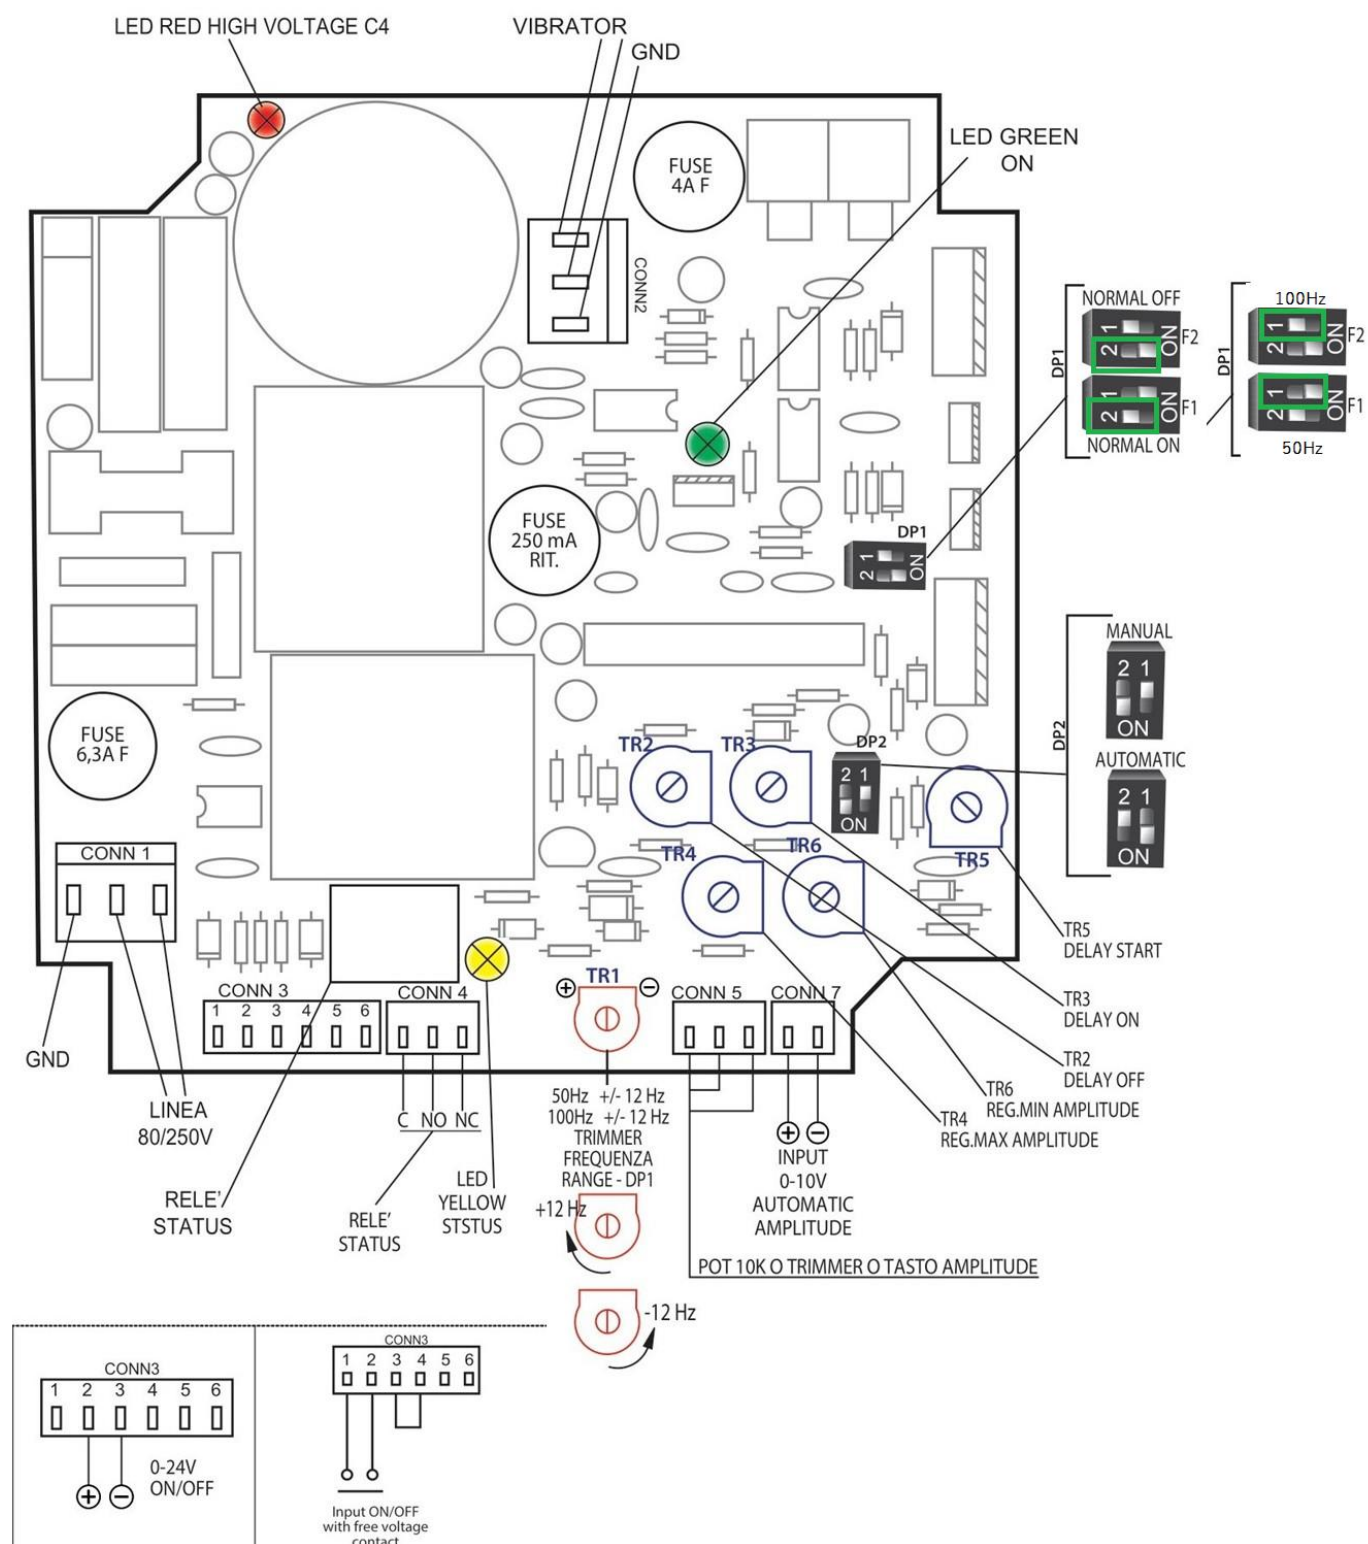 LED RED HIGH VOLTAGE C4
VIBRATOR
GND
LED GREEN
ON
FUSE
4A F
CONN2
NORMAL OFF
1
2
ON
F2
DP1
1
2
ON
F1
NORMAL ON
100Hz
1
2
ON
F2
DP1
1
2
ON
F1
50Hz
FUSE
250 mA
RIT.
DP1
1
2
ON
MANUAL
2 1
ON
DP2
AUTOMATIC
2 1
ON
FUSE
6,3A F
TR2
TR3
DP2
2 1
ON
TR4
TR6
TR5
CONN 1
TR5
DELAY START
TR3
DELAY ON
TR2
DELAY OFF
TR6
REG.MIN AMPLITUDE
TR4
REG.MAX AMPLITUDE
CONN 3
1 2 3 4 5 6
CONN 4
TR1
+ −
CONN 5
CONN 7
GND
LINEA
80/250V
C NO NC
50Hz +/- 12 Hz
100Hz +/- 12 Hz
TRIMMER
FREQUENZA
RANGE - DP1
+ −
INPUT
0-10V
AUTOMATIC
AMPLITUDE
RELE'
STATUS
RELE'
STATUS
LED
YELLOW
STSTUS
+12 Hz
POT 10K O TRIMMER O TASTO AMPLITUDE
-12 Hz
CONN3
1 2 3 4 5 6
0-24V
ON/OFF
+ −
CONN3
1 2 3 4 5 6
Input ON/OFF
with free voltage
contact